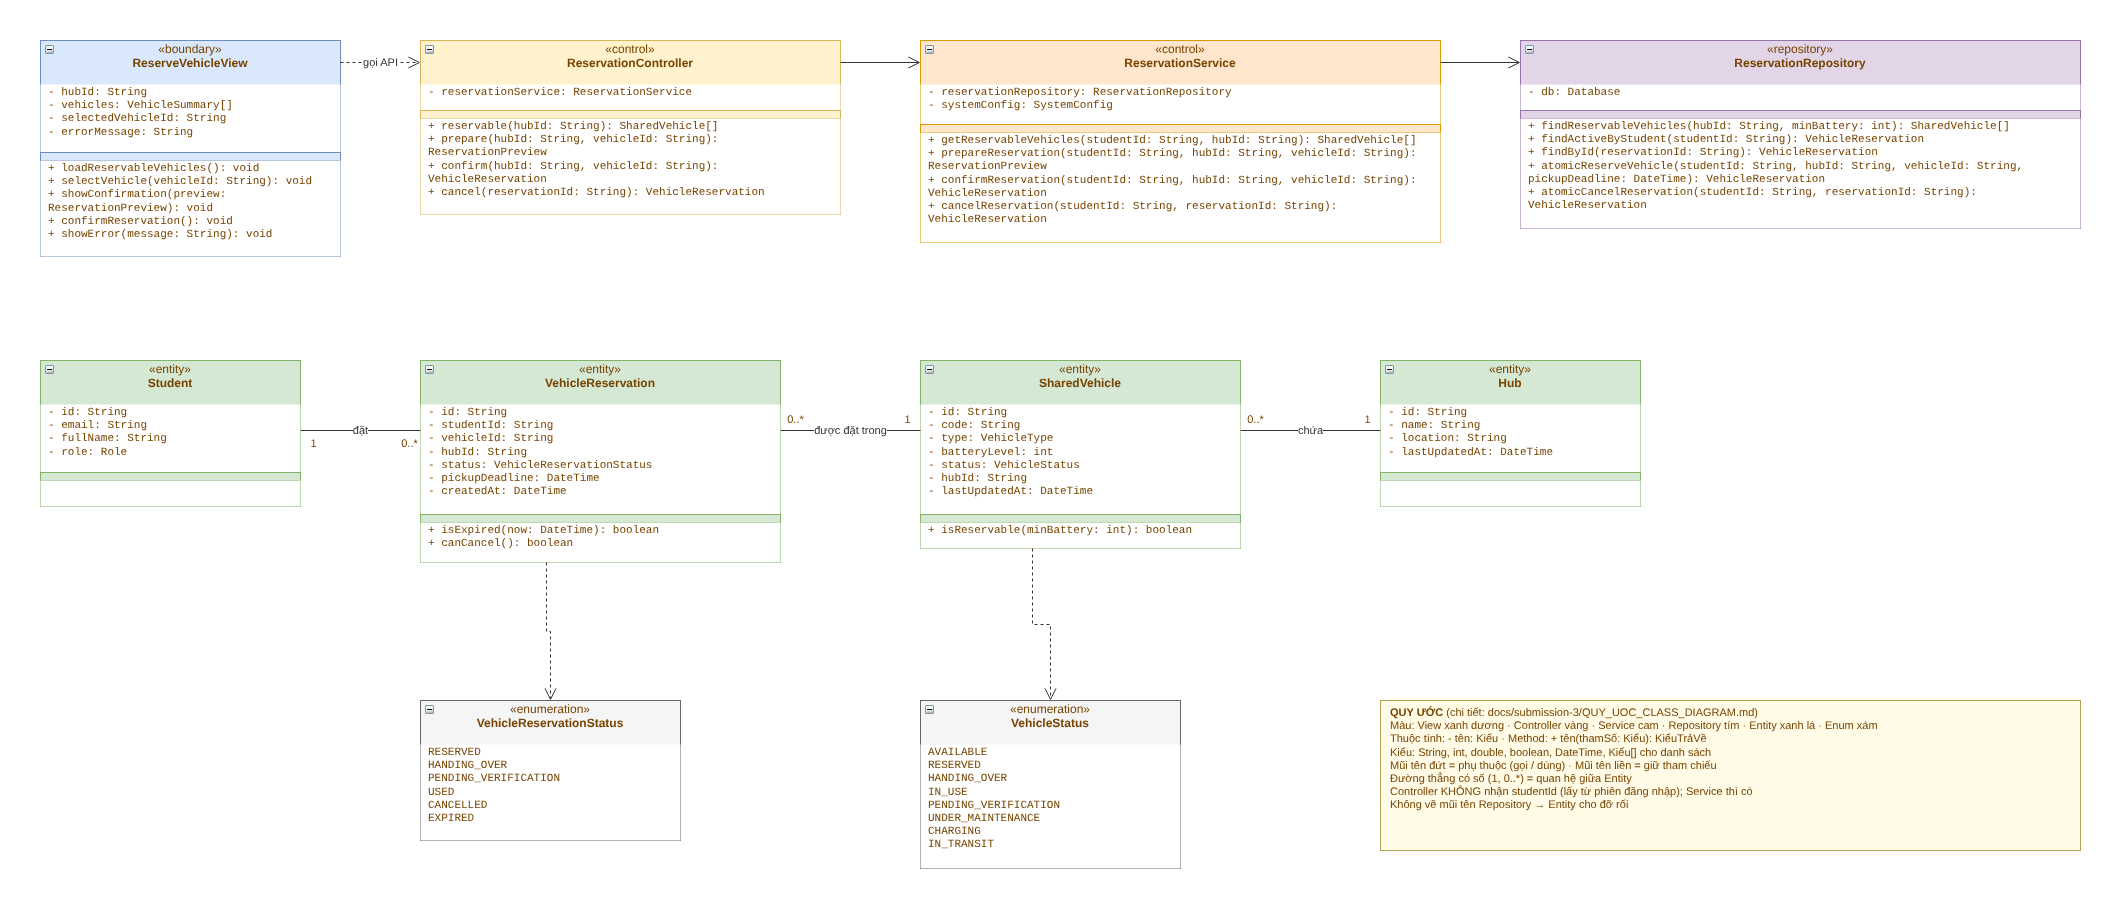 «boundary»
ReserveVehicleView
- hubId: String
- vehicles: VehicleSummary[]
- selectedVehicleId: String
- errorMessage: String
+ loadReservableVehicles(): void
+ selectVehicle(vehicleId: String): void
+ showConfirmation(preview:
ReservationPreview): void
+ confirmReservation(): void
+ showError(message: String): void
gọi API
«control»
ReservationController
- reservationService: ReservationService
+ reservable(hubId: String): SharedVehicle[]
+ prepare(hubId: String, vehicleId: String):
ReservationPreview
+ confirm(hubId: String, vehicleId: String):
VehicleReservation
+ cancel(reservationId: String): VehicleReservation
«control»
ReservationService
- reservationRepository: ReservationRepository
- systemConfig: SystemConfig
+ getReservableVehicles(studentId: String, hubId: String): SharedVehicle[]
+ prepareReservation(studentId: String, hubId: String, vehicleId: String):
ReservationPreview
+ confirmReservation(studentId: String, hubId: String, vehicleId: String):
VehicleReservation
+ cancelReservation(studentId: String, reservationId: String):
VehicleReservation
«repository»
ReservationRepository
- db: Database
+ findReservableVehicles(hubId: String, minBattery: int): SharedVehicle[]
+ findActiveByStudent(studentId: String): VehicleReservation
+ findById(reservationId: String): VehicleReservation
+ atomicReserveVehicle(studentId: String, hubId: String, vehicleId: String,
pickupDeadline: DateTime): VehicleReservation
+ atomicCancelReservation(studentId: String, reservationId: String):
VehicleReservation
«entity»
Student
- id: String
- email: String
- fullName: String
- role: Role
1
đặt
0..*
«entity»
VehicleReservation
- id: String
- studentId: String
- vehicleId: String
- hubId: String
- status: VehicleReservationStatus
- pickupDeadline: DateTime
- createdAt: DateTime
+ isExpired(now: DateTime): boolean
+ canCancel(): boolean
0..*
được đặt trong
1
«entity»
SharedVehicle
- id: String
- code: String
- type: VehicleType
- batteryLevel: int
- status: VehicleStatus
- hubId: String
- lastUpdatedAt: DateTime
+ isReservable(minBattery: int): boolean
0..*
chứa
1
«entity»
Hub
- id: String
- name: String
- location: String
- lastUpdatedAt: DateTime
«enumeration»
VehicleReservationStatus
RESERVED
HANDING_OVER
PENDING_VERIFICATION
USED
CANCELLED
EXPIRED
«enumeration»
VehicleStatus
AVAILABLE
RESERVED
HANDING_OVER
IN_USE
PENDING_VERIFICATION
UNDER_MAINTENANCE
CHARGING
IN_TRANSIT
QUY ƯỚC (chi tiết: docs/submission-3/QUY_UOC_CLASS_DIAGRAM.md)
Màu: View xanh dương · Controller vàng · Service cam · Repository tím · Entity xanh lá · Enum xám
Thuộc tính: - tên: Kiểu · Method: + tên(thamSố: Kiểu): KiểuTrảVề
Kiểu: String, int, double, boolean, DateTime, Kiểu[] cho danh sách
Mũi tên đứt = phụ thuộc (gọi / dùng) · Mũi tên liền = giữ tham chiếu
Đường thẳng có số (1, 0..*) = quan hệ giữa Entity
Controller KHÔNG nhận studentId (lấy từ phiên đăng nhập); Service thì có
Không vẽ mũi tên Repository → Entity cho đỡ rối